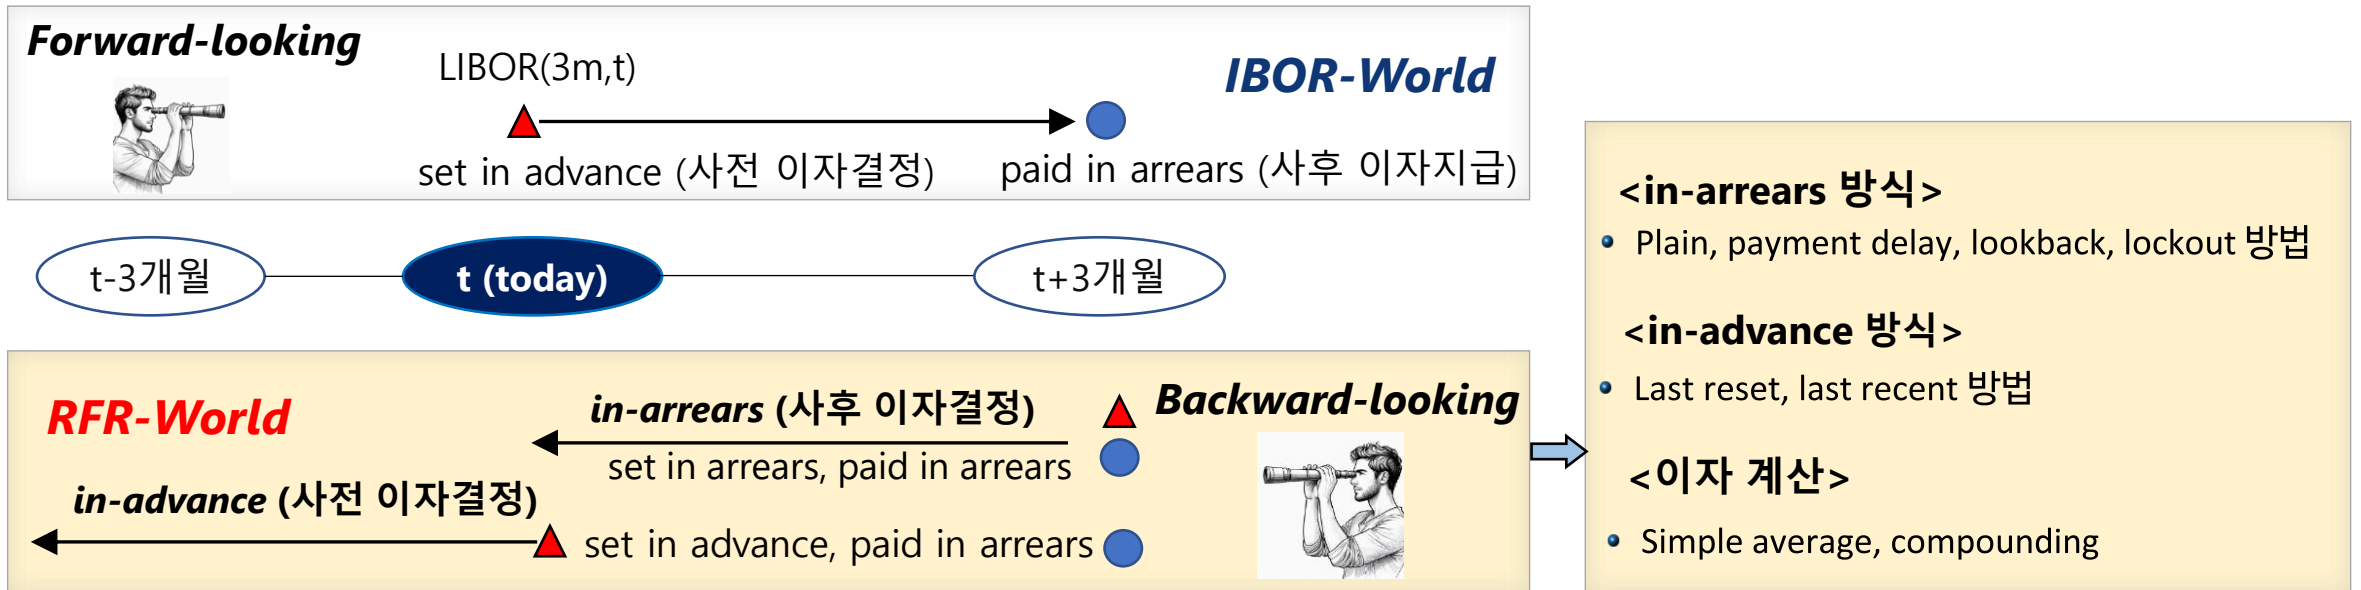 Forward-looking
LIBOR(3m,t)
IBOR-World
set in advance (사전 이자결정)
paid in arrears (사후 이자지급)
t-3개월
t (today)
t+3개월
RFR-World
in-arrears (사후 이자결정)
Backward-looking
set in arrears, paid in arrears
in-advance (사전 이자결정)
set in advance, paid in arrears
<in-arrears 방식>
• Plain, payment delay, lookback, lockout 방법
<in-advance 방식>
• Last reset, last recent 방법
<이자 계산>
• Simple average, compounding